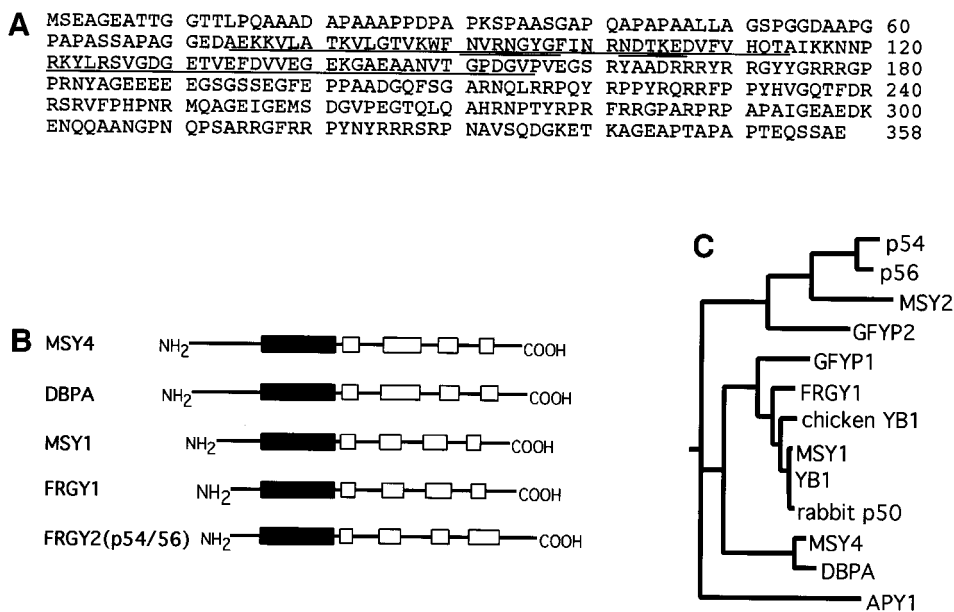 A
MSEAGEATTG GTTLPQAAAD APAAAPPDPA PKSPAASGAP QAPAPAALLA GSPGGDAAPG 60
PAPASSAPAG GEDAEKKVLA TKVLGTVKWF NVRNGYGFIN RNDTKEDVFV HQTAIKKNNP 120
RKYLRSVGDG ETVEFDVVEG EKGAEAANVT GPDGVPVEGS RYAADRRRYR RGYYGRRRGP 180
PRNYAGEEEE EGSGSSEGFE PPAADGQFSG ARNQLRRPQY RPPYRQRRFP PYHVGQTFDR 240
RSRVFPHPNR MQAGEIGEMS DGVPEGTQLQ AHRNPTYRPR FRRGPARPRP APAIGEAEDK 300
ENQQAANGPN QPSARRGFRR PYNYRRRSRP NAVSQDGKET KAGEAPTAPA PTEQSSAE 358
B
MSY4 NH2 COOH
DBPA NH2 COOH
MSY1 NH2 COOH
FRGY1 NH2 COOH
FRGY2(p54/56) NH2 COOH
C
p54
p56
MSY2
GFYP2
GFYP1
FRGY1
chicken YB1
MSY1
YB1
rabbit p50
MSY4
DBPA
APY1